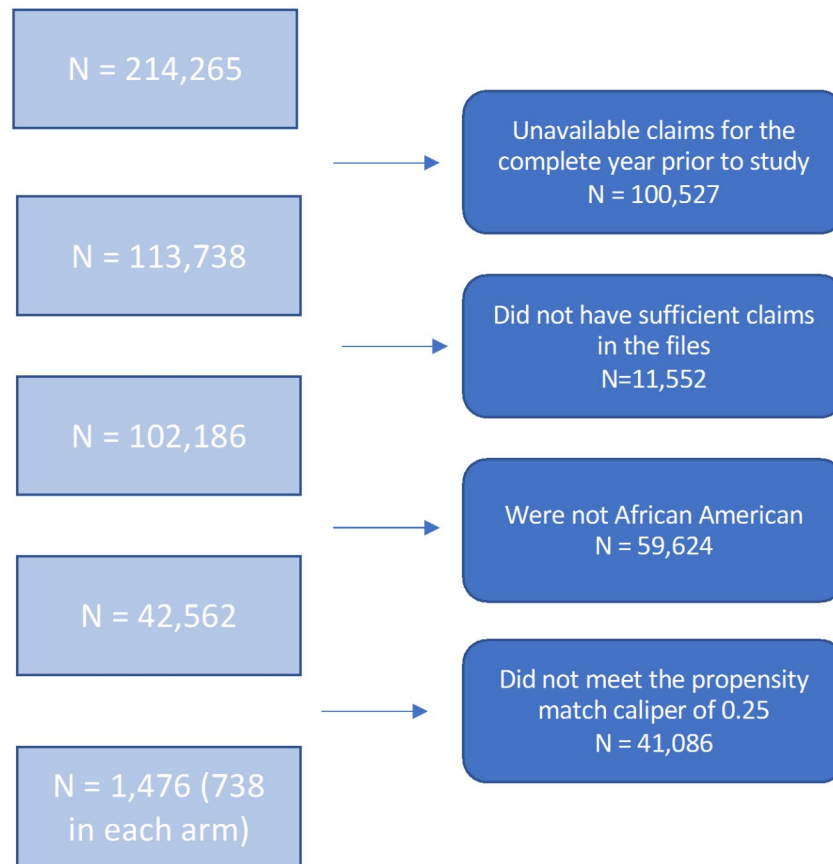 N = 214,265
Unavailable claims for the
complete year prior to study
N = 100,527
N = 113,738
Did not have sufficient claims
in the files
N=11,552
N = 102,186
Were not African American
N = 59,624
N = 42,562
Did not meet the propensity
match caliper of 0.25
N = 41,086
N = 1,476 (738
in each arm)